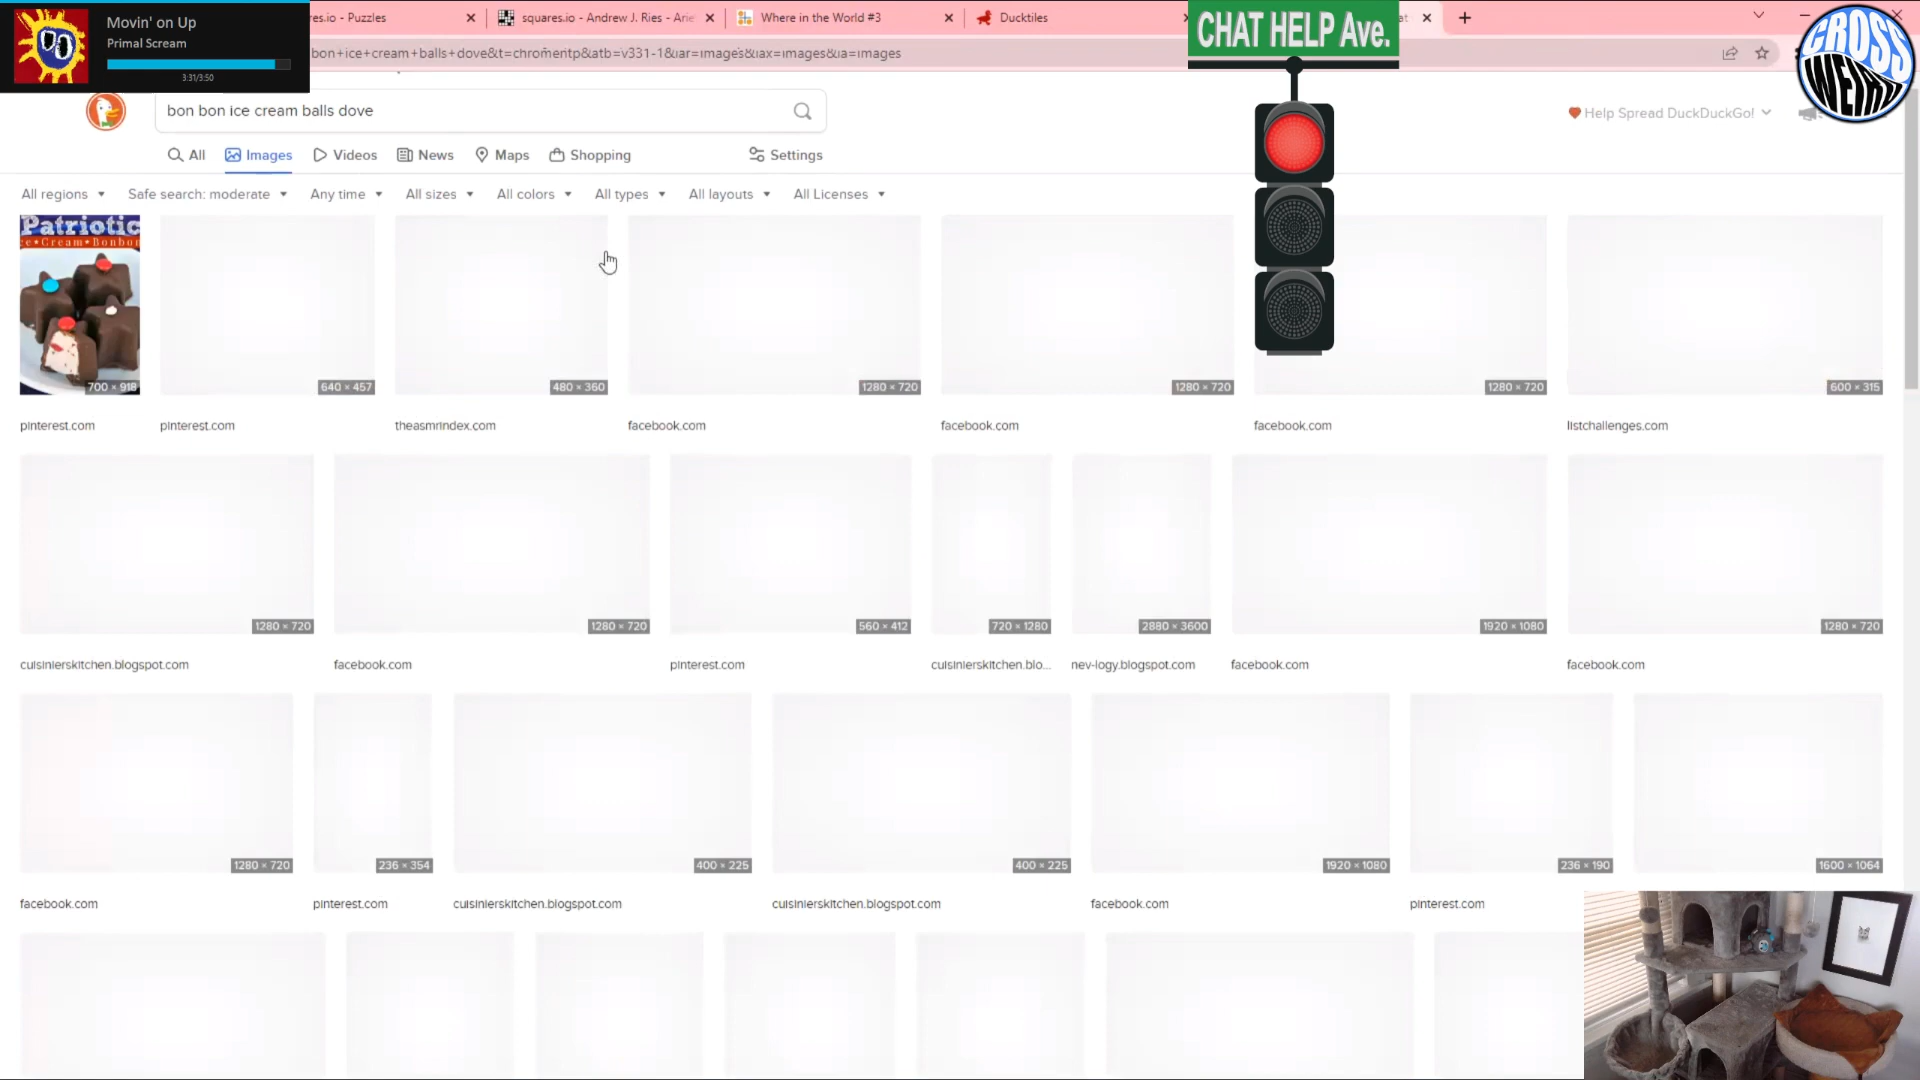 Movin' on Up
Primal Scream
3:31/3:50
res.io - Puzzles
squares.io - Andrew J. Ries - Arie
Where in the World #3
Ducktiles
CHAT HELP Ave.
CROSS
WEIRD
bon+ice+cream+balls+dove&t=chromentp&atb=v331-1&iar=images&iax=images&ia=images
bon bon ice cream balls dove
Help Spread DuckDuckGo!
All
Images
Videos
News
Maps
Shopping
Settings
All regions
Safe search: moderate
Any time
All sizes
All colors
All types
All layouts
All Licenses
Patriotic
e•Cream•Bonbon
700 × 918
640 × 457
480 × 360
1280 × 720
1280 × 720
1280 × 720
600 × 315
pinterest.com
pinterest.com
theasmrindex.com
facebook.com
facebook.com
facebook.com
listchallenges.com
1280 × 720
1280 × 720
560 × 412
720 × 1280
2880 × 3600
1920 × 1080
1280 × 720
cuisinierskitchen.blogspot.com
facebook.com
pinterest.com
cuisinierskitchen.blo...
nev-logy.blogspot.com
facebook.com
facebook.com
1280 × 720
236 × 354
400 × 225
400 × 225
1920 × 1080
236 × 190
1600 × 1064
facebook.com
pinterest.com
cuisinierskitchen.blogspot.com
cuisinierskitchen.blogspot.com
facebook.com
pinterest.com